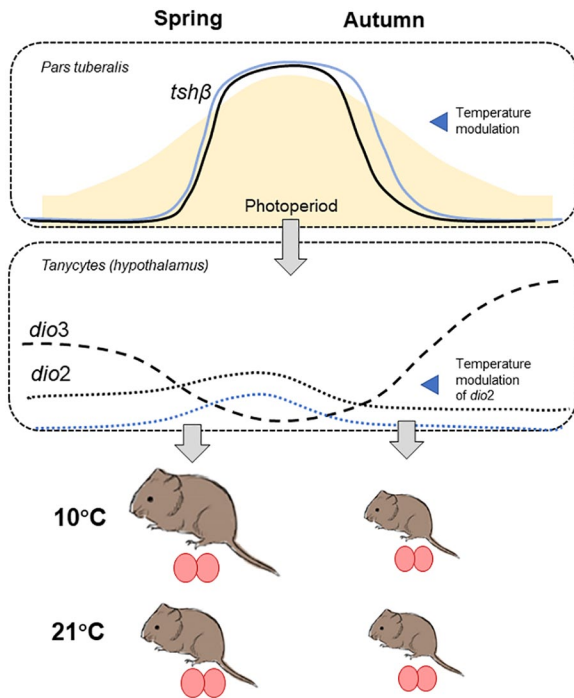 Spring Autumn
Pars tuberalis
tshβ
Temperature
modulation
Photoperiod
Tanycytes (hypothalamus)
dio3
dio2
Temperature
modulation
of dio2
10°C
21°C